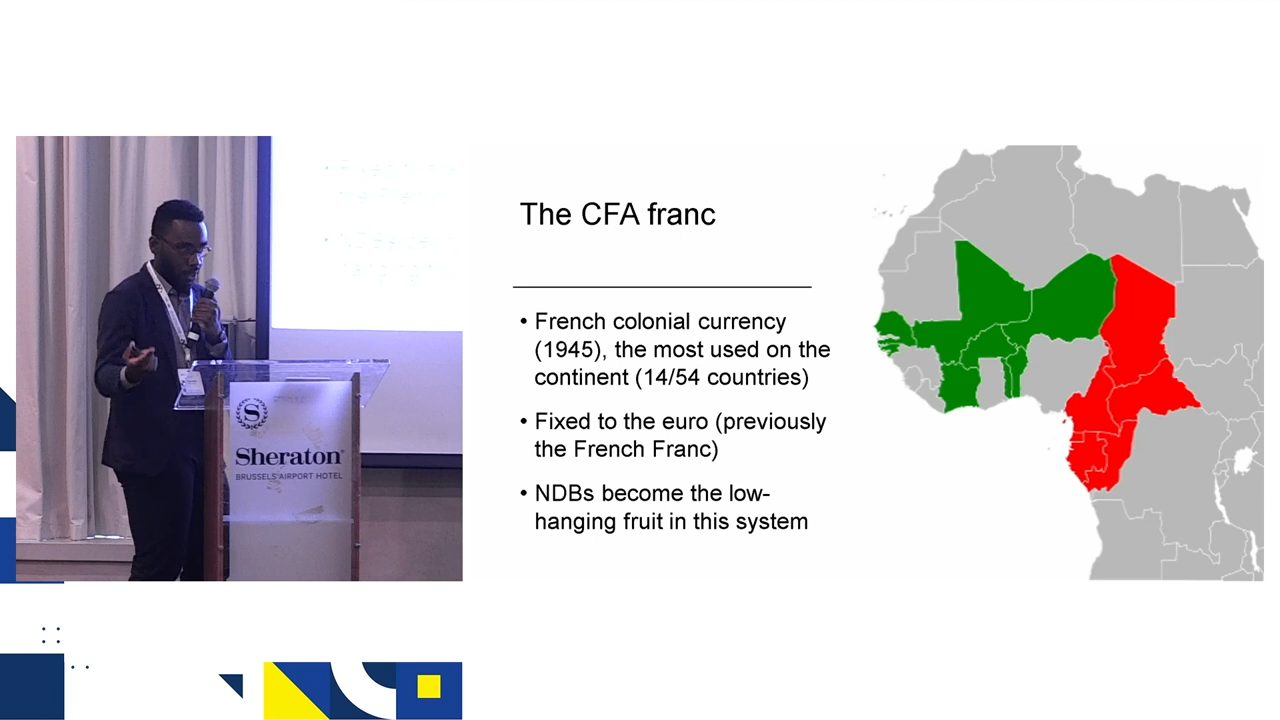 The CFA franc
• French colonial currency
(1945), the most used on the
continent (14/54 countries)
• Fixed to the euro (previously
the French Franc)
• NDBs become the low-
hanging fruit in this system
S
Sheraton
BRUSSELS AIRPORT HOTEL